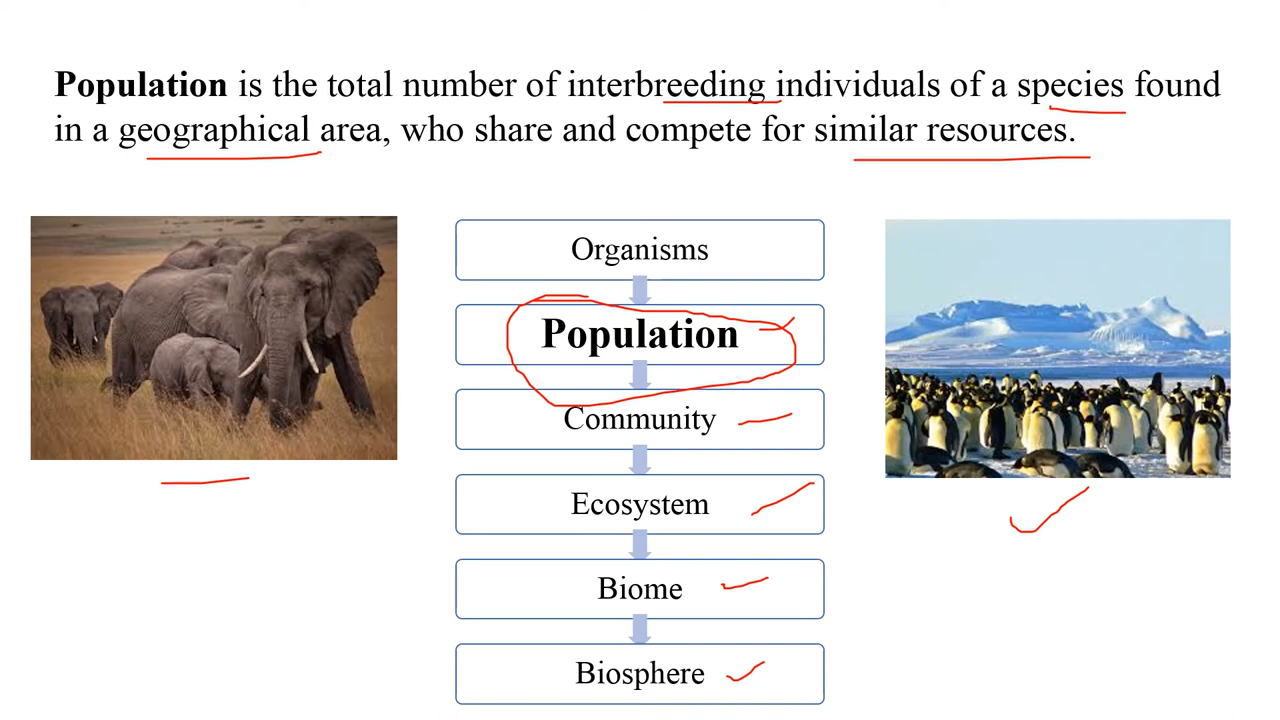 Population is the total number of interbreeding individuals of a species found
in a geographical area, who share and compete for similar resources.
Organisms
Population
Community
Ecosystem
Biome
Biosphere